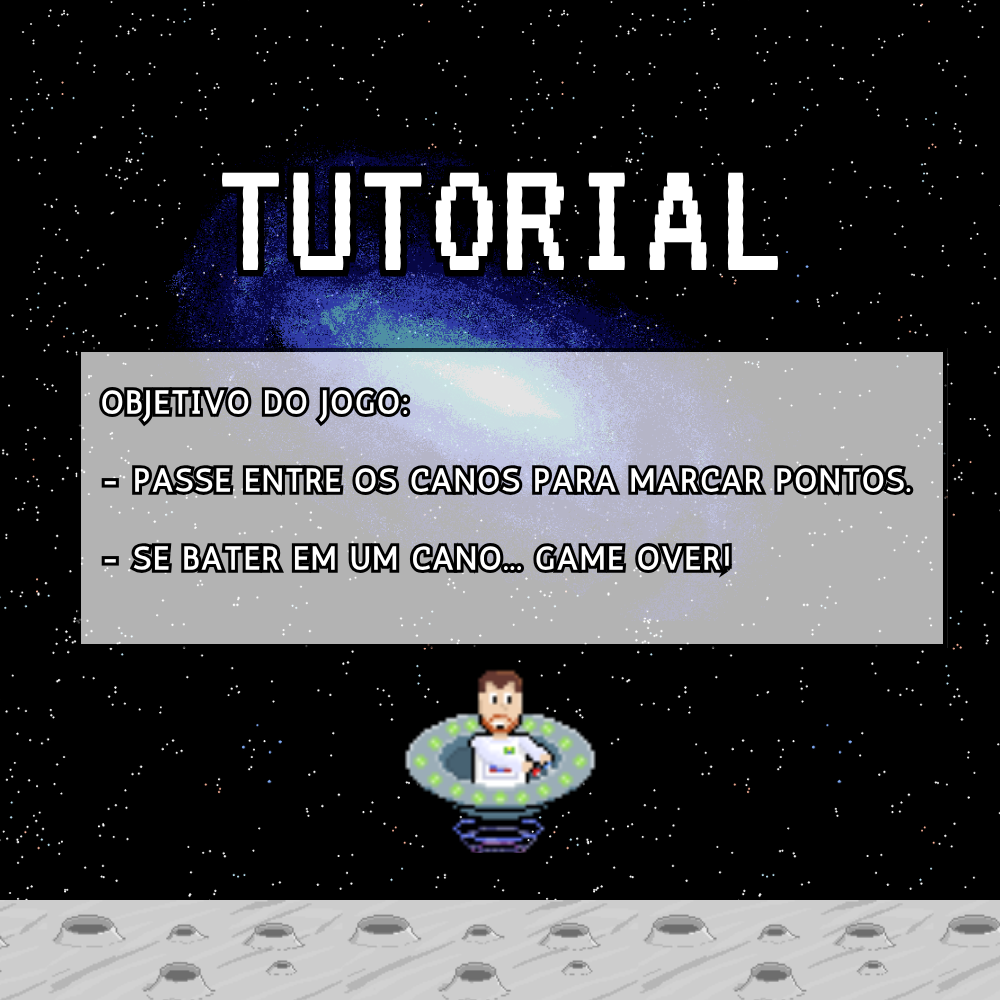 TUTORIAL
OBJETIVO DO JOGO:
- PASSE ENTRE OS CANOS PARA MARCAR PONTOS.
- SE BATER EM UM CANO... GAME OVER!